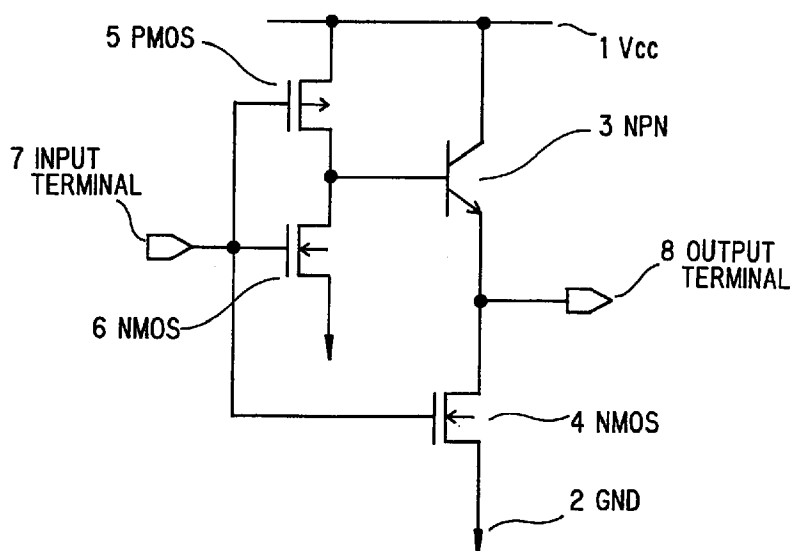 5 PMOS
1 Vcc
3 NPN
7 INPUT
TERMINAL
8 OUTPUT
TERMINAL
6 NMOS
4 NMOS
2 GND